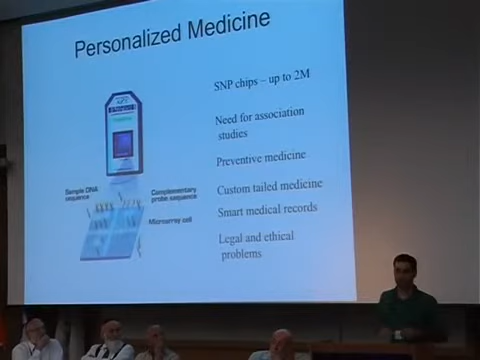 Personalized Medicine
SNP chips – up to 2M
Need for association
studies
Preventive medicine
Custom tailed medicine
Smart medical records
Legal and ethical
problems
Sample DNA
sequence
Complementary
probe sequence
Microarray cell